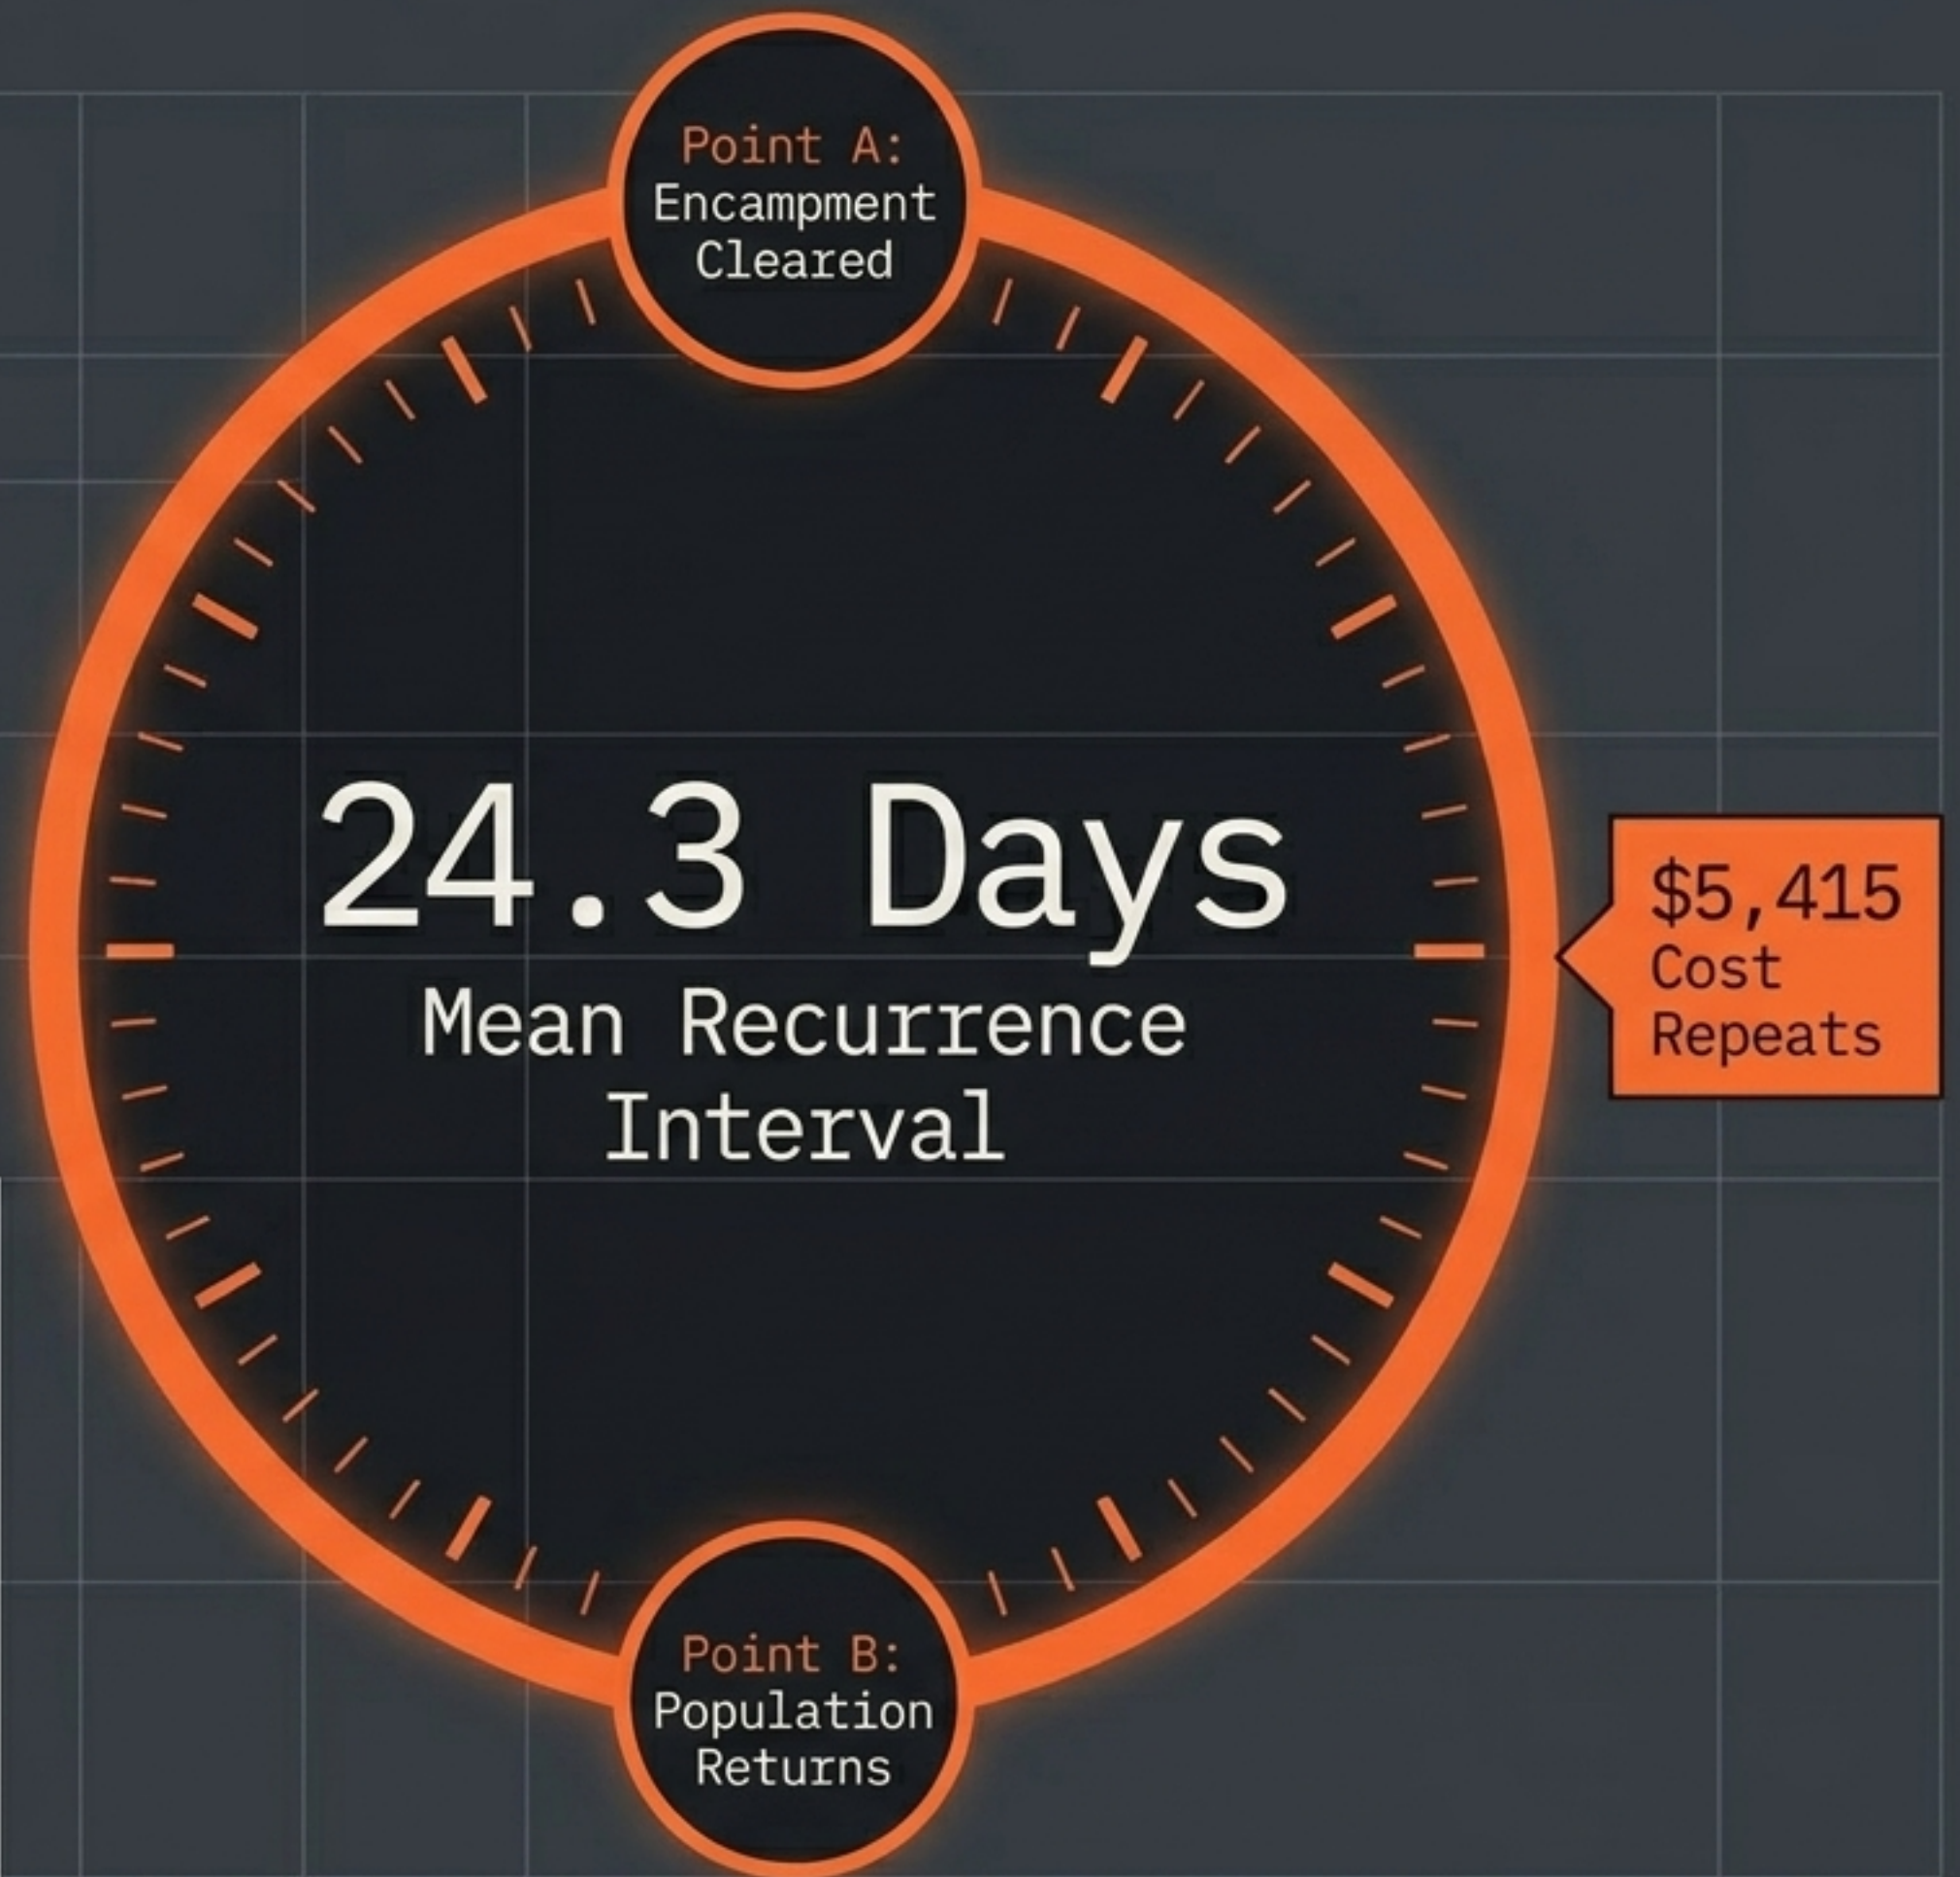 Point A:
Encampment
Cleared
24.3 Days
Mean Recurrence
Interval
$5,415
Cost
Repeats
Point B:
Population
Returns